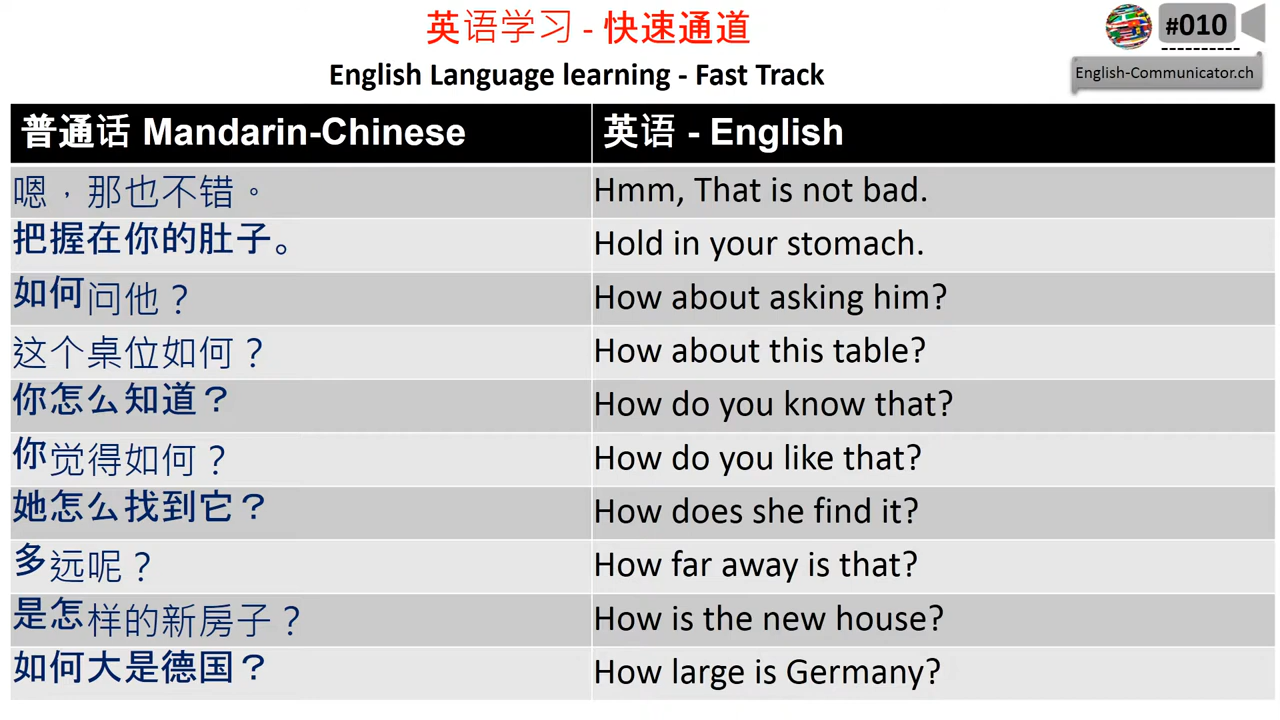 英语学习 - 快速通道
#010
English Language learning - Fast Track
English-Communicator.ch
普通话 Mandarin-Chinese 英语 - English
嗯，那也不错。 Hmm, That is not bad.
把握在你的肚子。 Hold in your stomach.
如何问他？ How about asking him?
这个桌位如何？ How about this table?
你怎么知道？ How do you know that?
你觉得如何？ How do you like that?
她怎么找到它？ How does she find it?
多远呢？ How far away is that?
是怎样的新房子？ How is the new house?
如何大是德国？ How large is Germany?